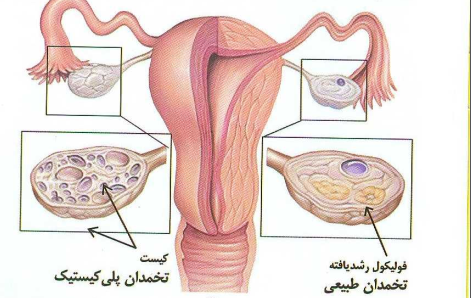 فولیکول رشدیافته
تخمدان طبیعی
کیست
تخمدان پلی‌کیستیک